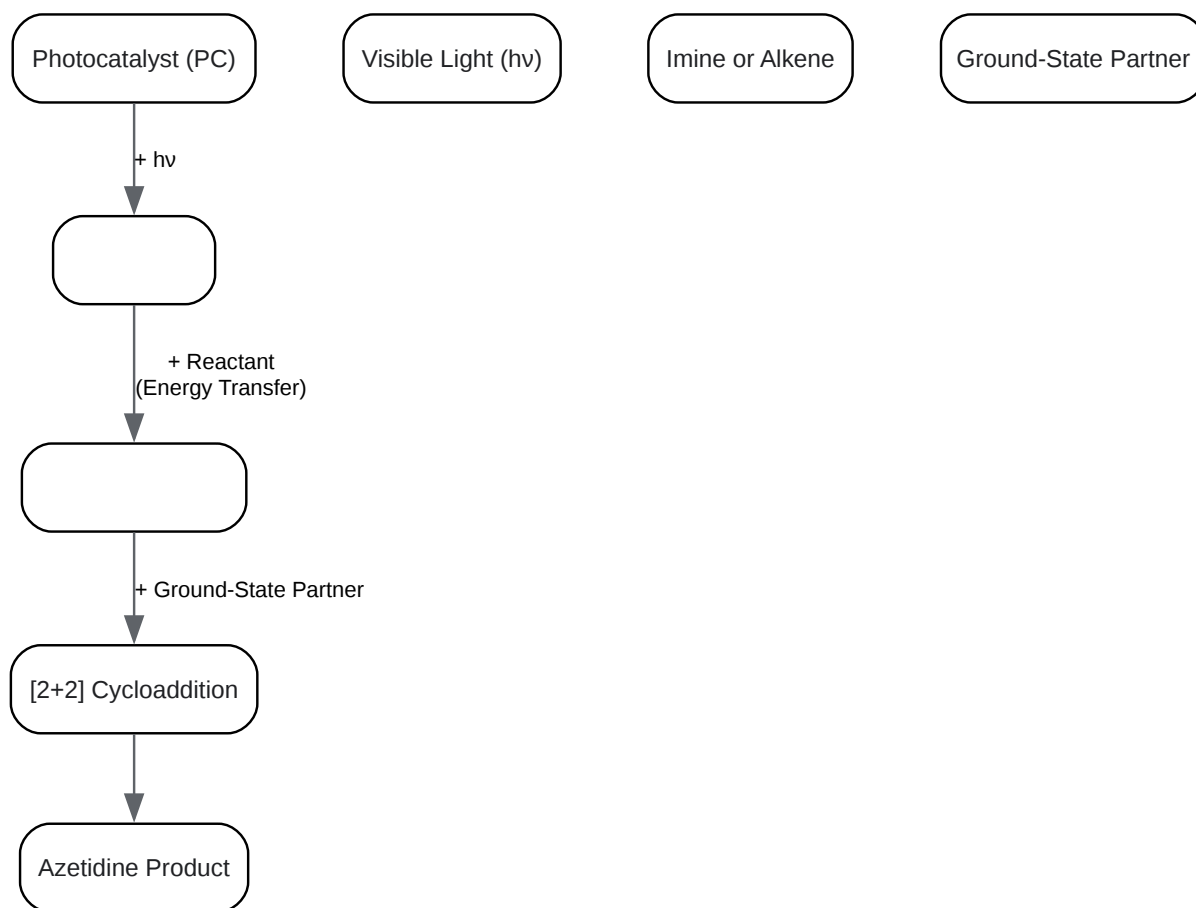 Photocatalyst (PC)
Visible Light (hν)
Imine or Alkene
Ground-State Partner
+ hν
+ Reactant
(Energy Transfer)
+ Ground-State Partner
[2+2] Cycloaddition
Azetidine Product